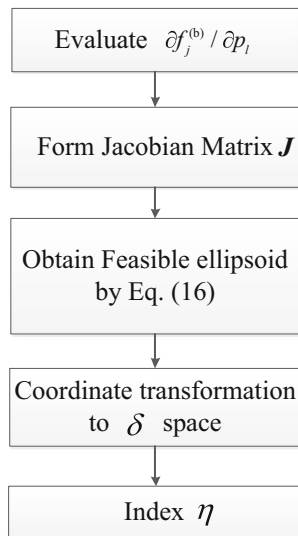 Evaluate ∂f_j^(b) / ∂p_l
Form Jacobian Matrix J
Obtain Feasible ellipsoid
by Eq. (16)
Coordinate transformation
to δ space
Index η